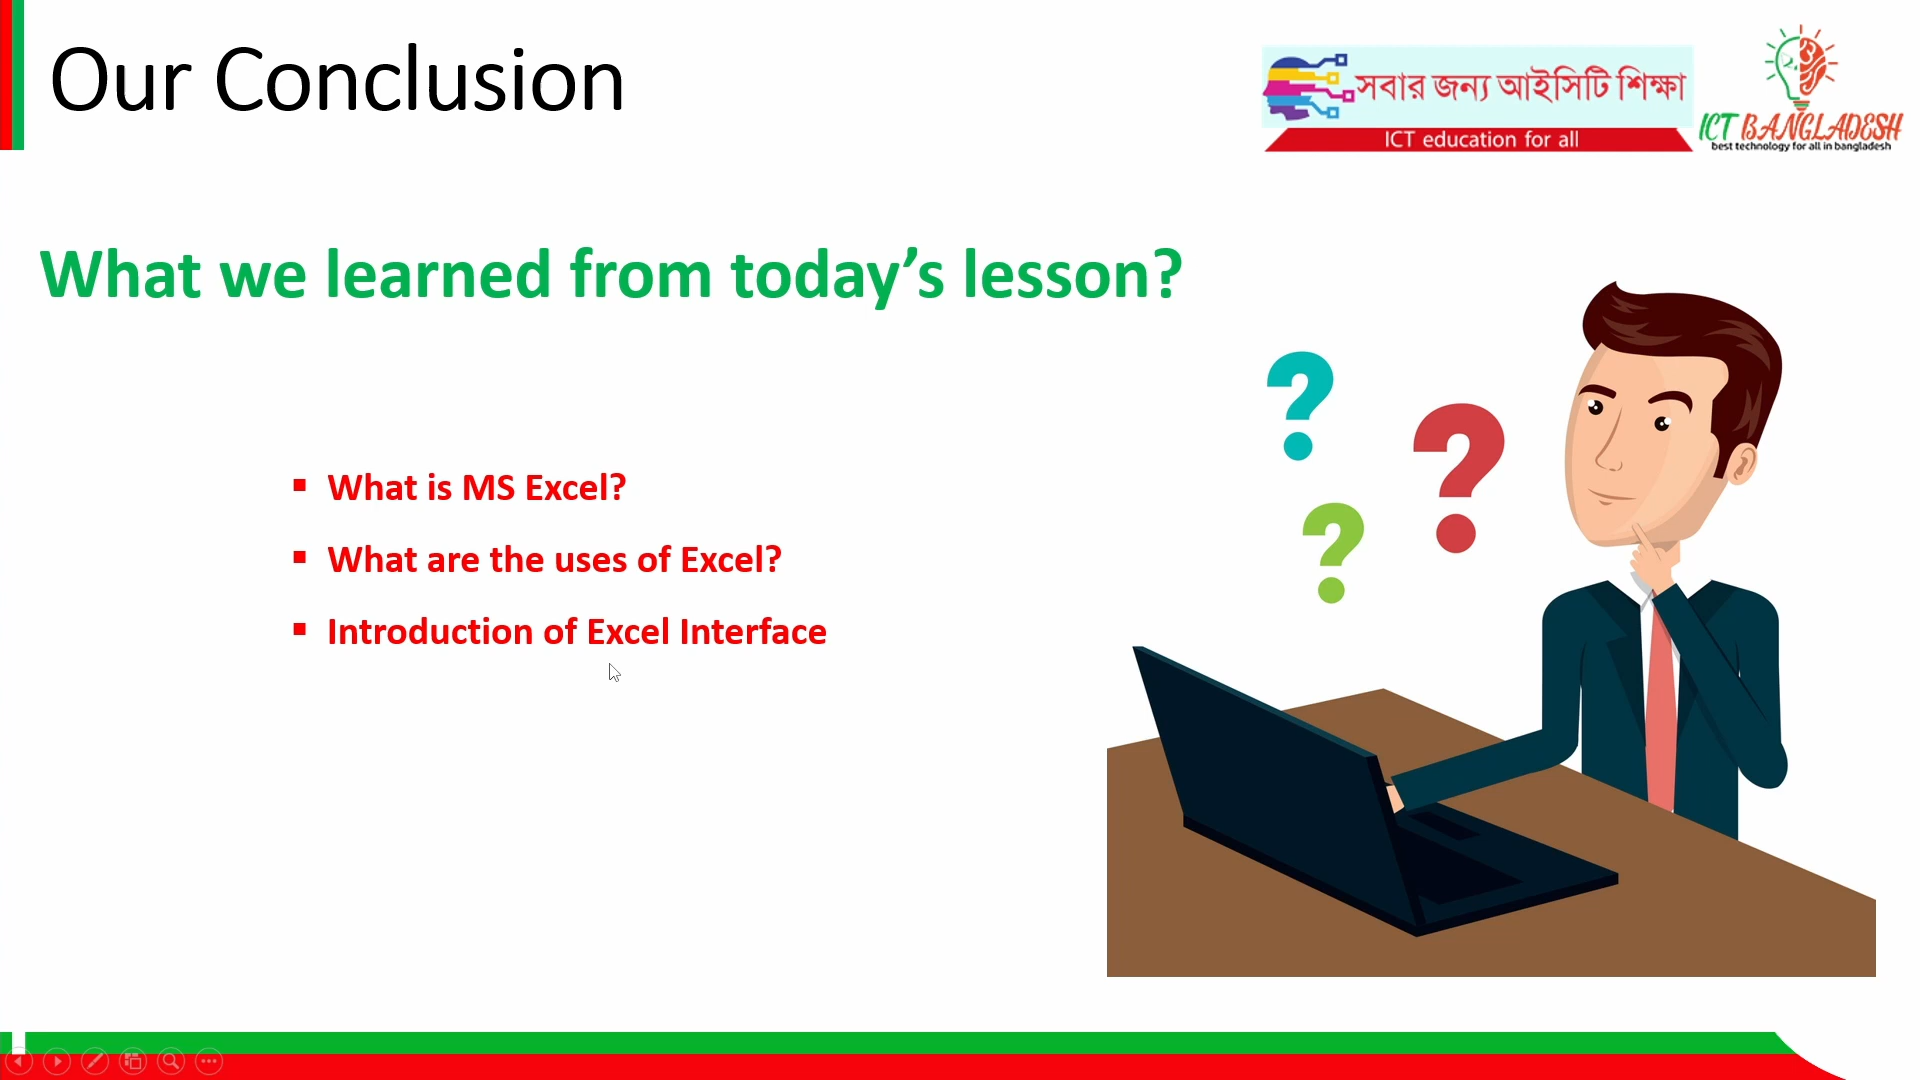 Our Conclusion
সবার জন্য আইসিটি শিক্ষা
ICT education for all
ICT BANGLADESH
best technology for all in bangladesh
What we learned from today’s lesson?
▪ What is MS Excel?
▪ What are the uses of Excel?
▪ Introduction of Excel Interface